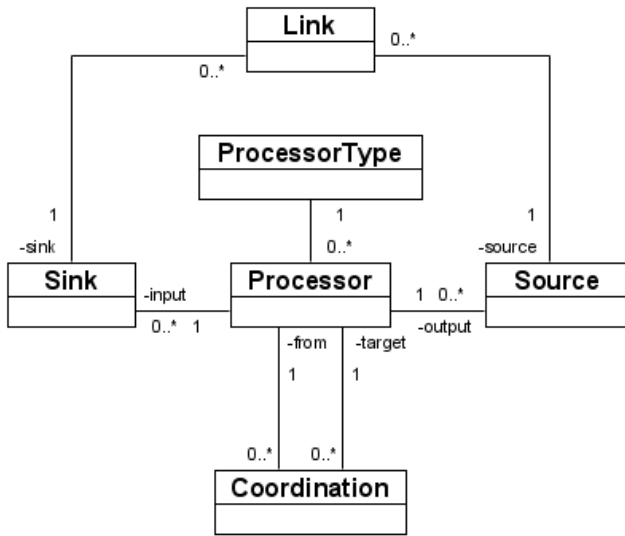 Link
0..*
0..*
ProcessorType
1
1
1
-sink
0..*
-source
Sink
-input
Processor
1 0..*
Source
0..* 1
-from
-target
-output
1
1
0..*
0..*
Coordination